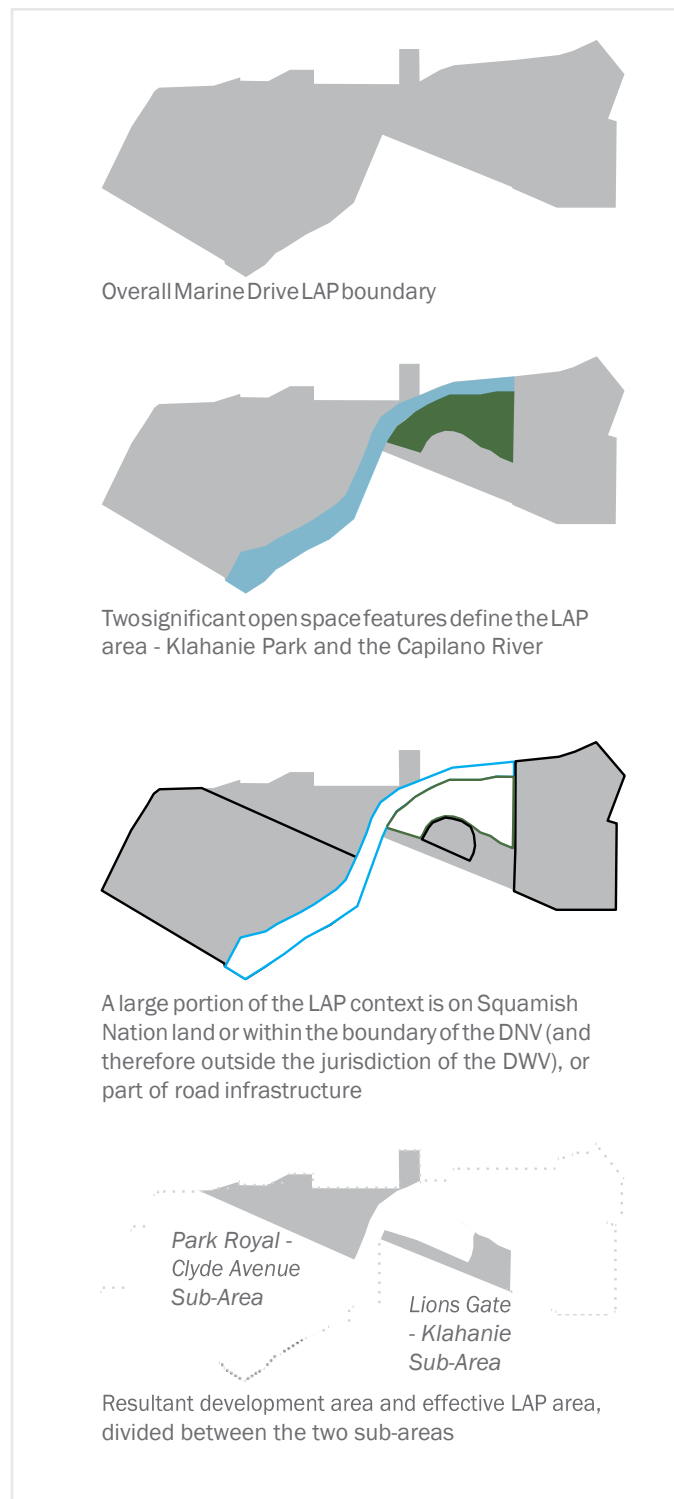 Overall Marine Drive LAP boundary
Two significant open space features define the LAP
area - Klahanie Park and the Capilano River
A large portion of the LAP context is on Squamish
Nation land or within the boundary of the DNV (and
therefore outside the jurisdiction of the DWV), or
part of road infrastructure
Park Royal -
Clyde Avenue
Sub-Area
Lions Gate
- Klahanie
Sub-Area
Resultant development area and effective LAP area,
divided between the two sub-areas